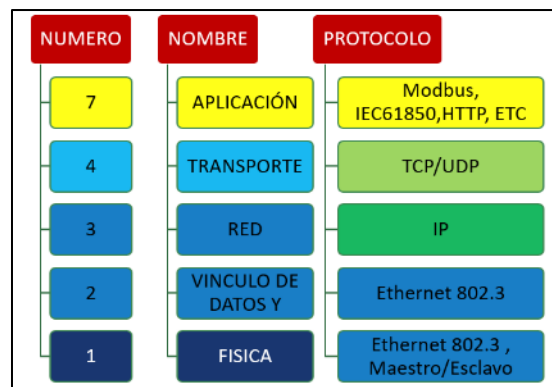 NUMERO NOMBRE PROTOCOLO
7 APLICACIÓN Modbus,
IEC61850,HTTP, ETC
4 TRANSPORTE TCP/UDP
3 RED IP
2 VINCULO DE
DATOS Y Ethernet 802.3
1 FISICA Ethernet 802.3 ,
Maestro/Esclavo